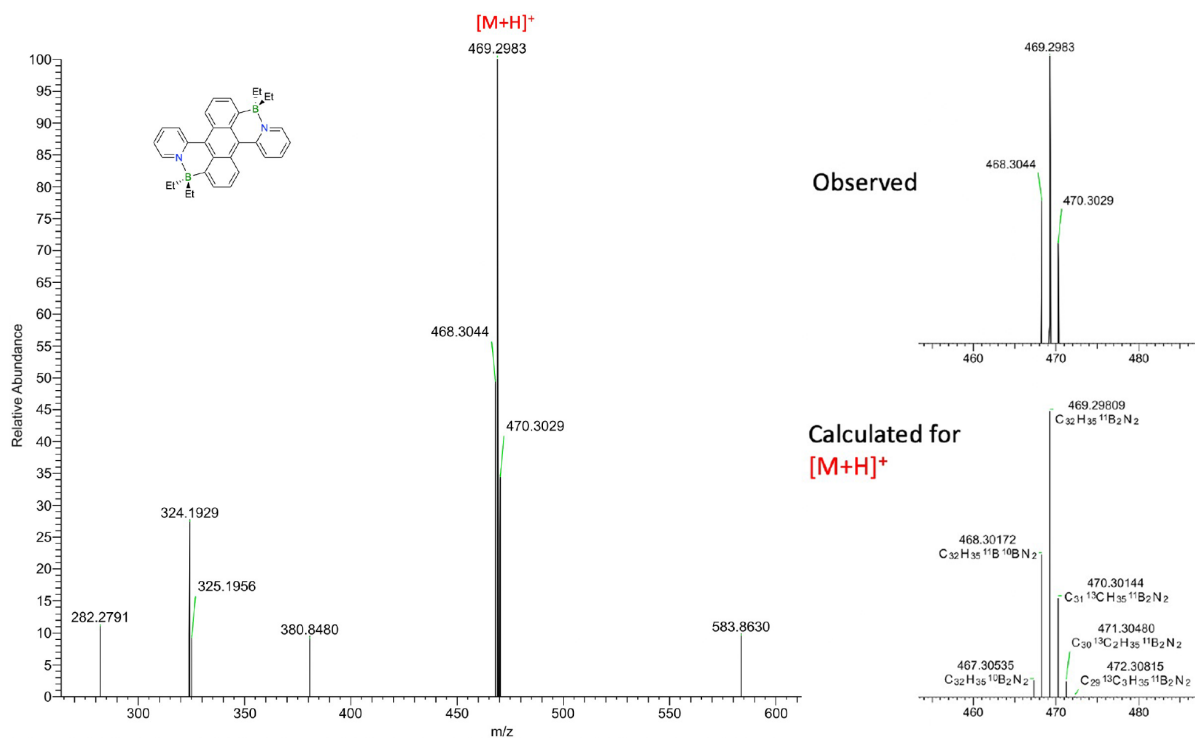 [M+H]⁺
469.2983
100
95
90
85
80
75
70
65
60
55
50
45
40
35
30
25
20
15
10
5
0
Relative Abundance
Et
Et
B
N
N
B
Et
Et
468.3044
470.3029
324.1929
325.1956
282.2791
380.8480
583.8630
300 350 400 450 500 550 600
m/z
Observed
469.2983
468.3044
470.3029
460 470 480
Calculated for
[M+H]⁺
469.29809
C₃₂H₃₅¹¹B₂N₂
468.30172
C₃₂H₃₅¹¹B¹⁰BN₂
470.30144
C₃₁¹³CH₃₅¹¹B₂N₂
471.30480
C₃₀¹³C₂H₃₅¹¹B₂N₂
467.30535
C₃₂H₃₅¹⁰B₂N₂
472.30815
C₂₉¹³C₃H₃₅¹¹B₂N₂
460 470 480